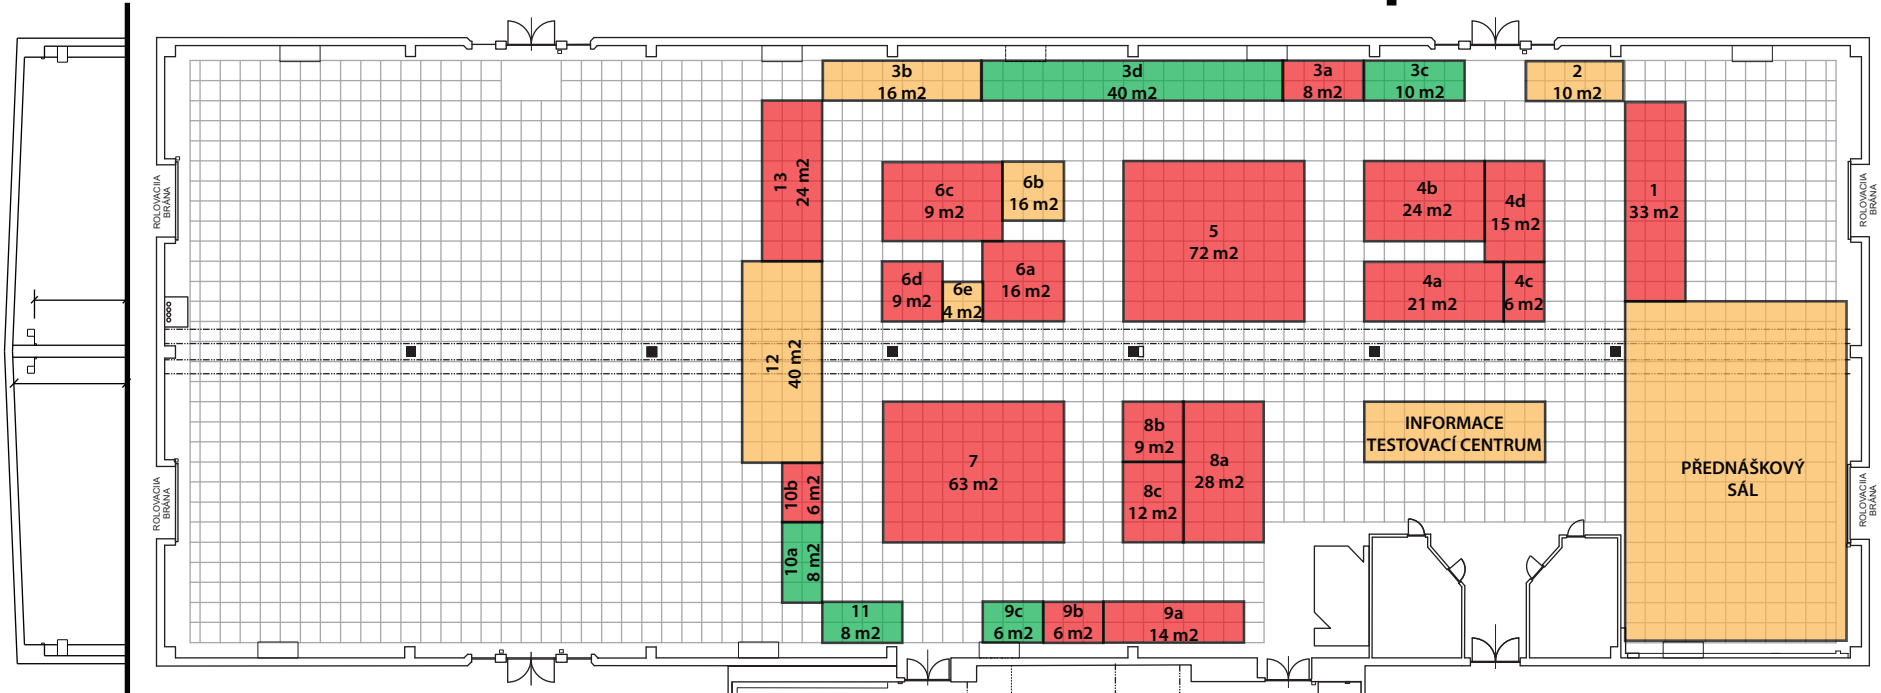 3b
16 m2
3d
40 m2
3a
8 m2
3c
10 m2
2
10 m2
13
24 m2
6c
9 m2
6b
16 m2
5
72 m2
4b
24 m2
4d
15 m2
1
33 m2
6d
9 m2
6e
4 m2
6a
16 m2
4a
21 m2
4c
6 m2
12
40 m2
7
63 m2
8b
9 m2
8a
28 m2
8c
12 m2
INFORMACE
TESTOVACÍ CENTRUM
PŘEDNÁŠKOVÝ
SÁL
10b
6 m2
10a
8 m2
11
8 m2
9c
6 m2
9b
6 m2
9a
14 m2
ROLOVACIIA
BRÁNA
ROLOVACIIA
BRÁNA
ROLOVACIIA
BRÁNA
ROLOVACIIA
BRÁNA